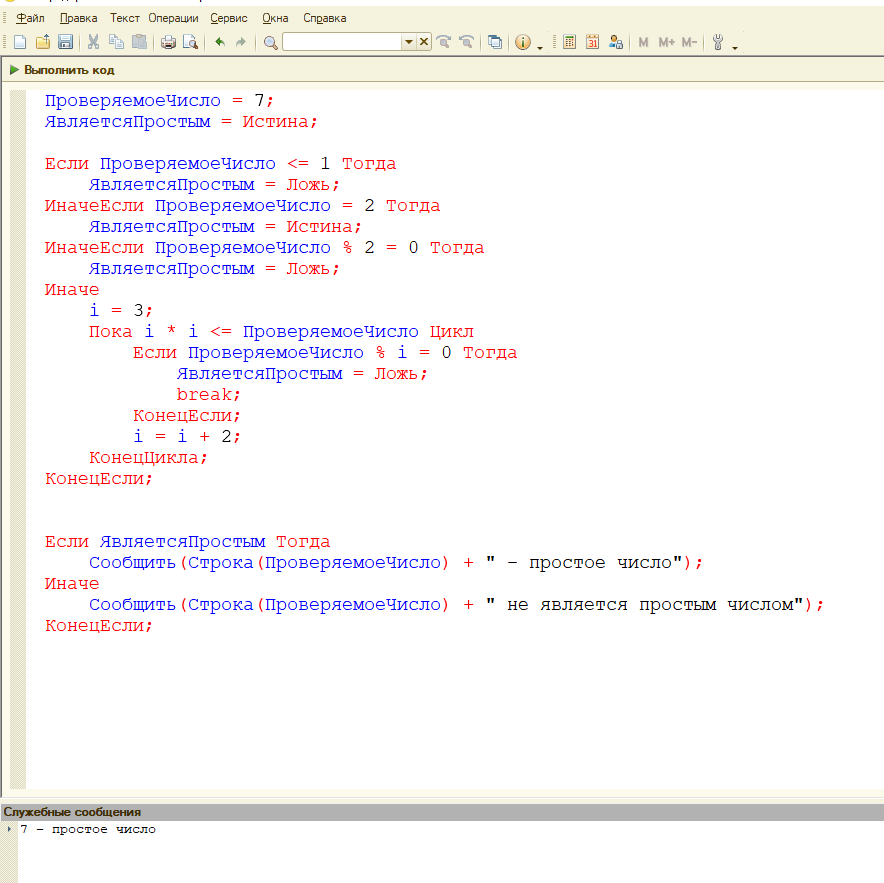 Файл Правка Текст Операции Сервис Окна Справка
M M+ M-
Выполнить код
ПроверяемоеЧисло = 7;
ЯвляетсяПростым = Истина;
Если ПроверяемоеЧисло <= 1 Тогда
ЯвляетсяПростым = Ложь;
ИначеЕсли ПроверяемоеЧисло = 2 Тогда
ЯвляетсяПростым = Истина;
ИначеЕсли ПроверяемоеЧисло % 2 = 0 Тогда
ЯвляетсяПростым = Ложь;
Иначе
i = 3;
Пока i * i <= ПроверяемоеЧисло Цикл
Если ПроверяемоеЧисло % i = 0 Тогда
ЯвляетсяПростым = Ложь;
break;
КонецЕсли;
i = i + 2;
КонецЦикла;
КонецЕсли;
Если ЯвляетсяПростым Тогда
Сообщить(Строка(ПроверяемоеЧисло) + " – простое число");
Иначе
Сообщить(Строка(ПроверяемоеЧисло) + " не является простым числом");
КонецЕсли;
Служебные сообщения
7 – простое число